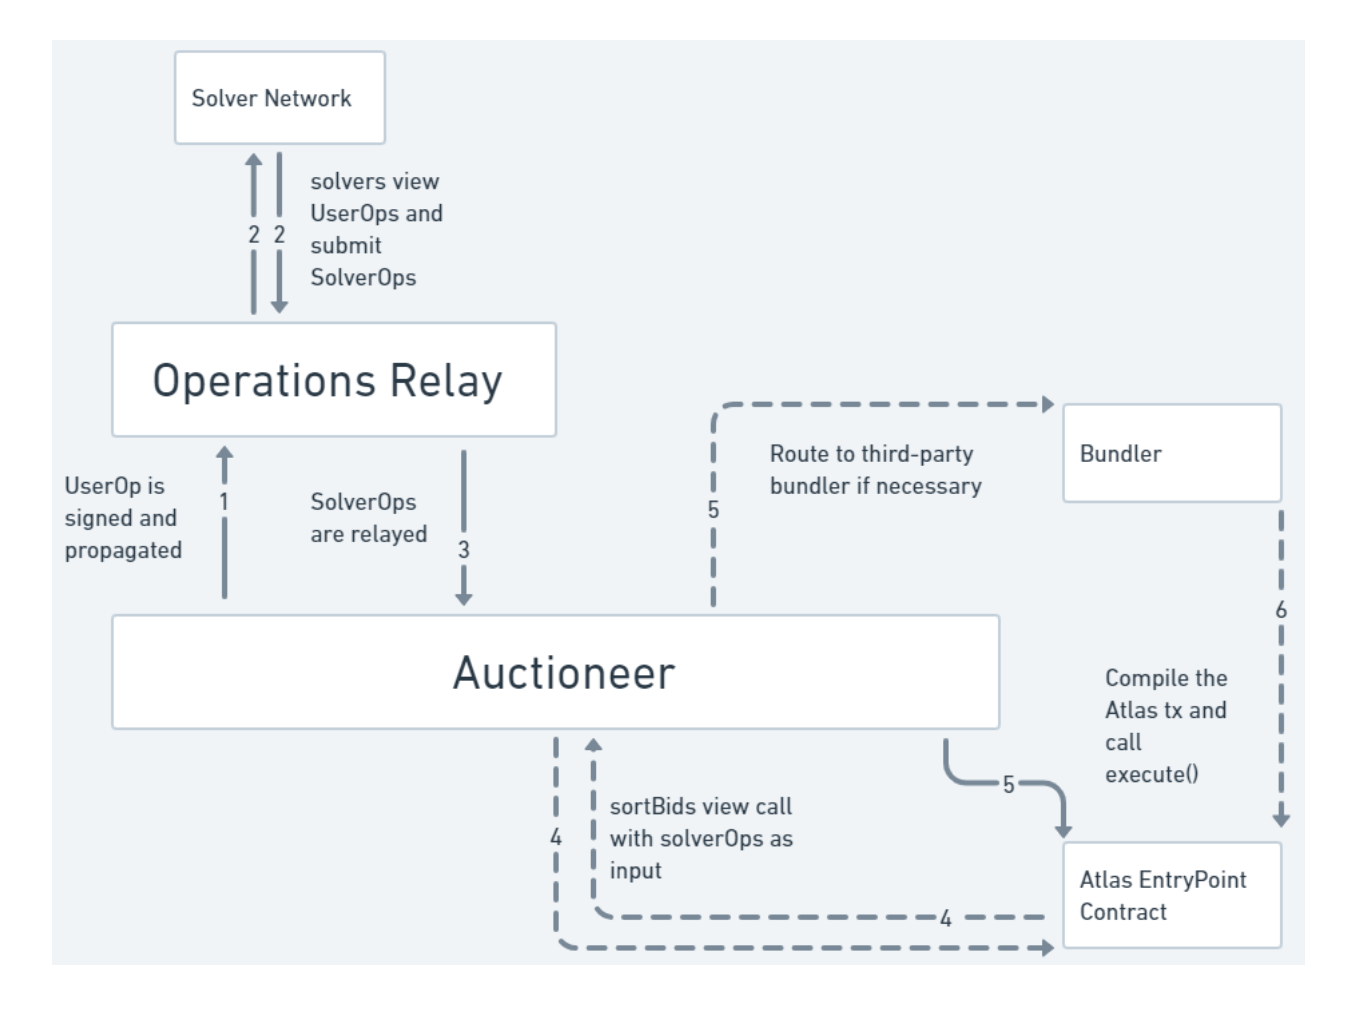 Solver Network
solvers view
UserOps and
submit
SolverOps
2 2
Operations Relay
UserOp is
signed and
propagated
1
SolverOps
are relayed
3
Route to third-party
bundler if necessary
5
Bundler
6
Auctioneer
Compile the
Atlas tx and
call
execute()
5
sortBids view call
with solverOps as
input
4
4
Atlas EntryPoint
Contract